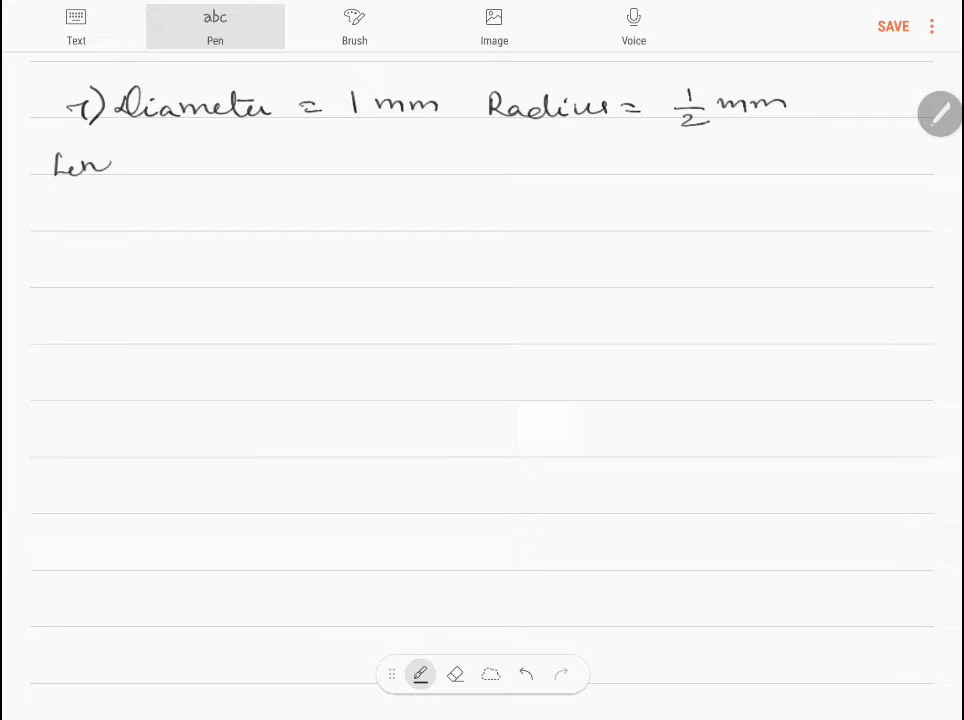 abc
Text Pen Brush Image Voice SAVE
7) Diameter = 1 mm Radius = 1/2 mm
Len